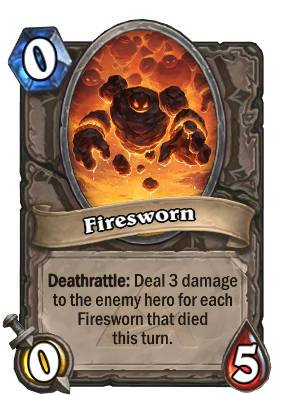 0
Firesworn
Deathrattle: Deal 3 damage
to the enemy hero for each
Firesworn that died
this turn.
0
5